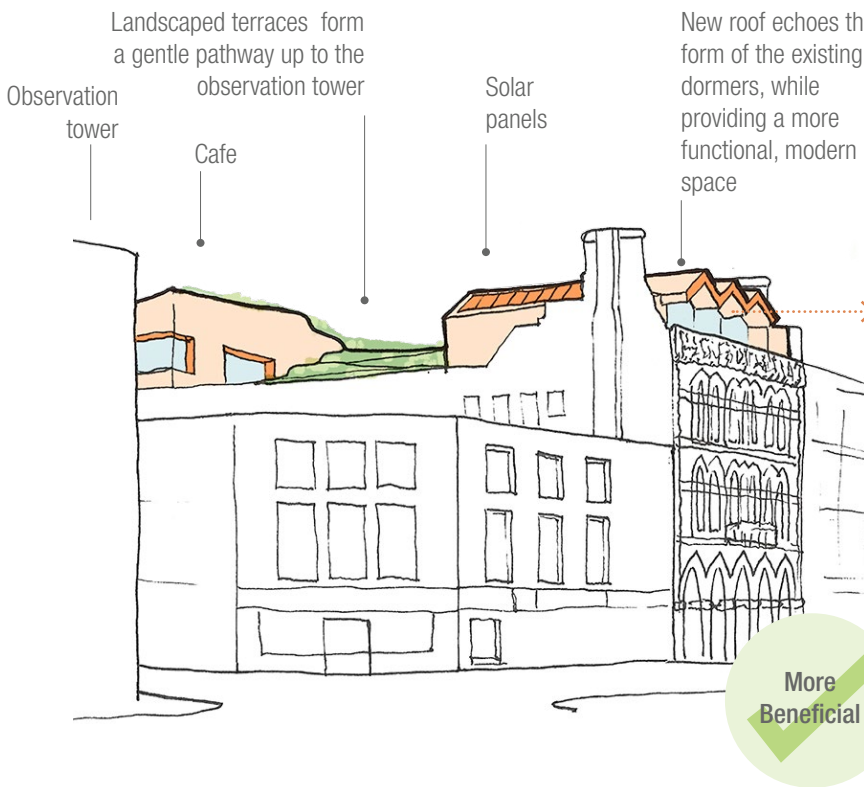 Landscaped terraces form
a gentle pathway up to the
observation tower
Observation
tower
Cafe
Solar
panels
New roof echoes th
form of the existing
dormers, while
providing a more
functional, modern
space
More
Beneficial